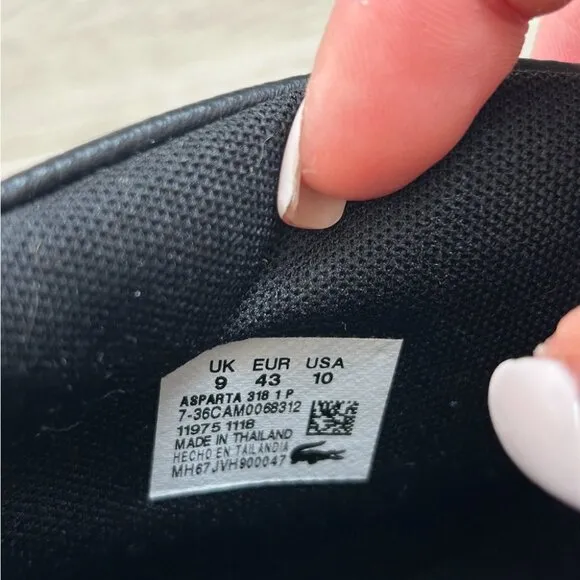 UK EUR USA
9 43 10
ASPARTA 318 1 P
7-36CAM0068312
11975 1118
MADE IN THAILAND
HECHO EN TAILANDIA
MH67JVH900047